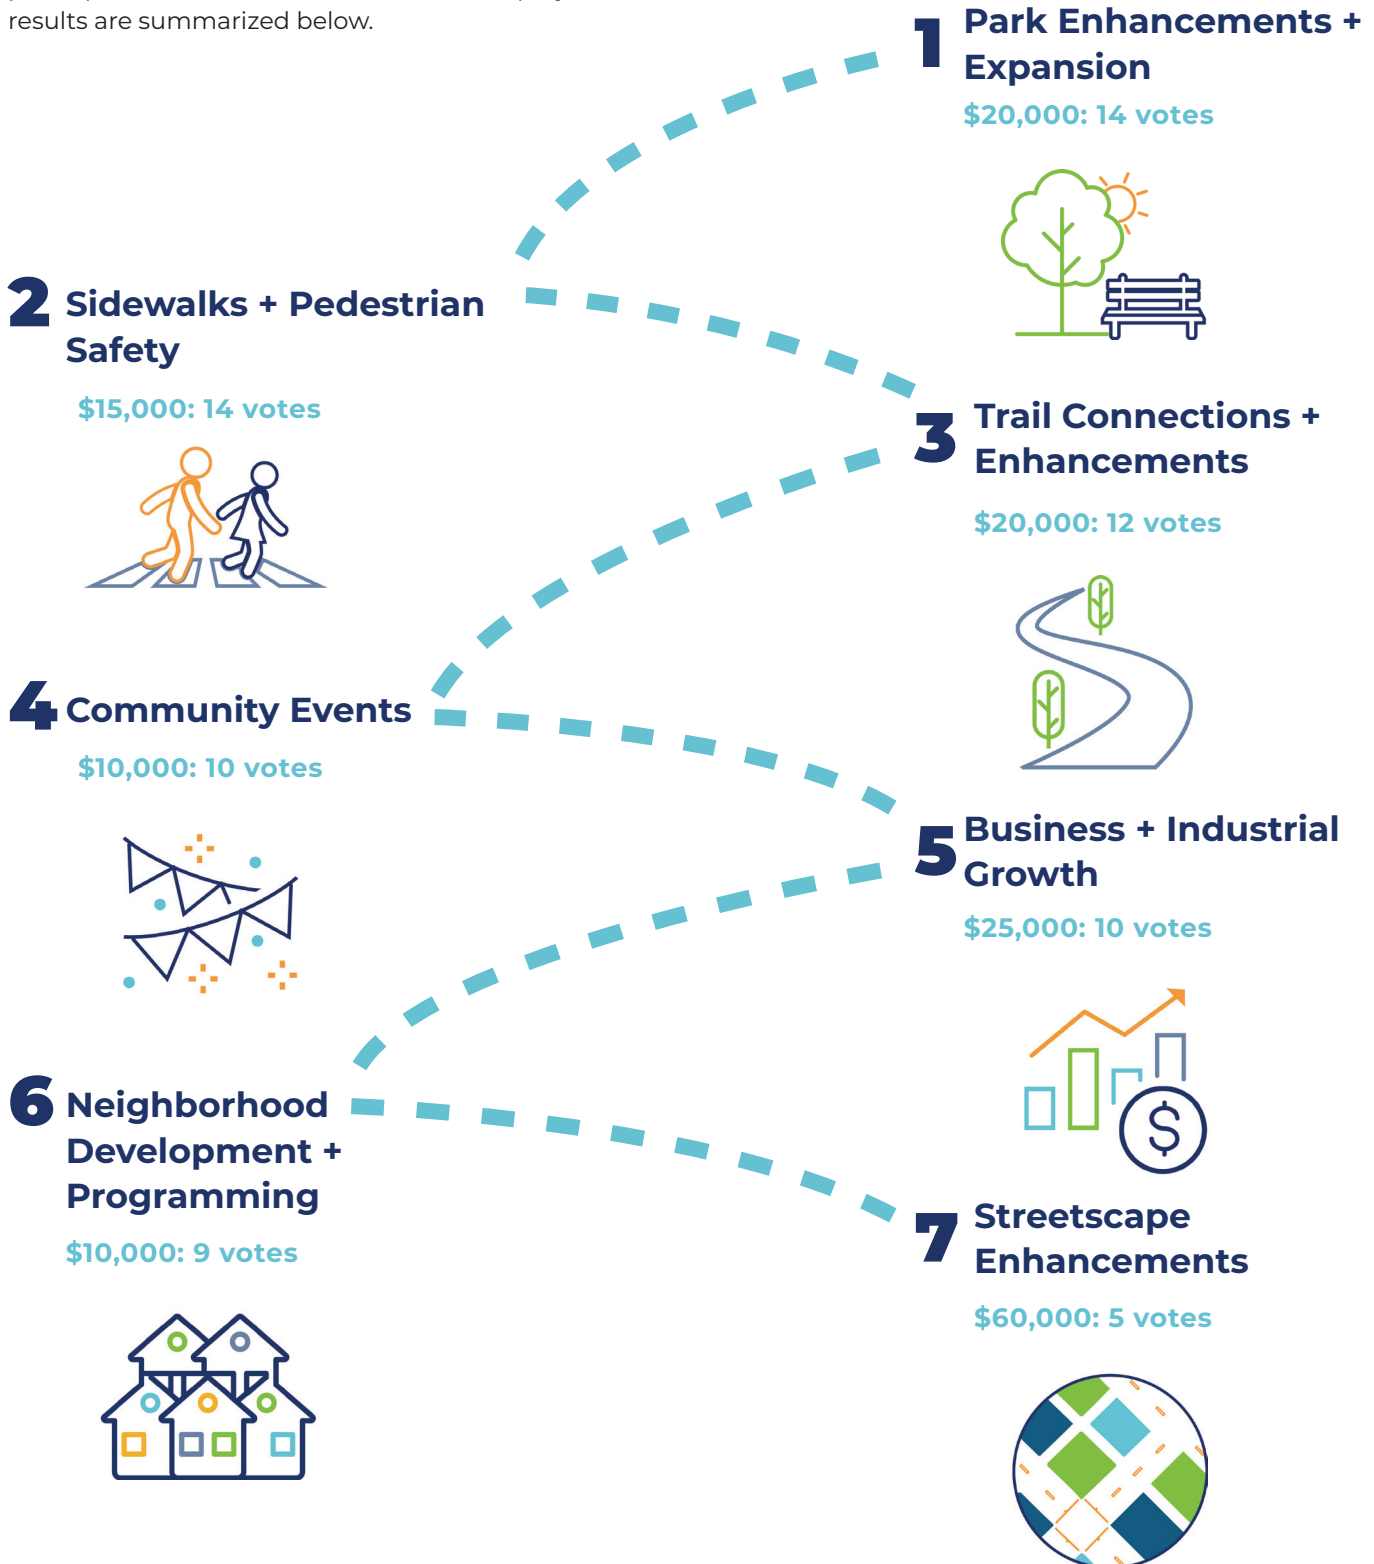 results are summarized below.
1 Park Enhancements +
Expansion
$20,000: 14 votes
2 Sidewalks + Pedestrian
Safety
$15,000: 14 votes
3 Trail Connections +
Enhancements
$20,000: 12 votes
4 Community Events
$10,000: 10 votes
5 Business + Industrial
Growth
$25,000: 10 votes
$
6 Neighborhood
Development +
Programming
$10,000: 9 votes
7 Streetscape
Enhancements
$60,000: 5 votes